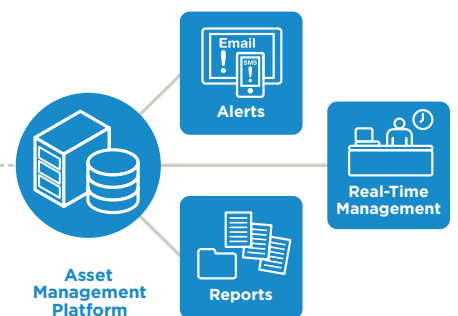 Email
SMS
Alerts
Real-Time
Management
Asset
Management
Platform
Reports